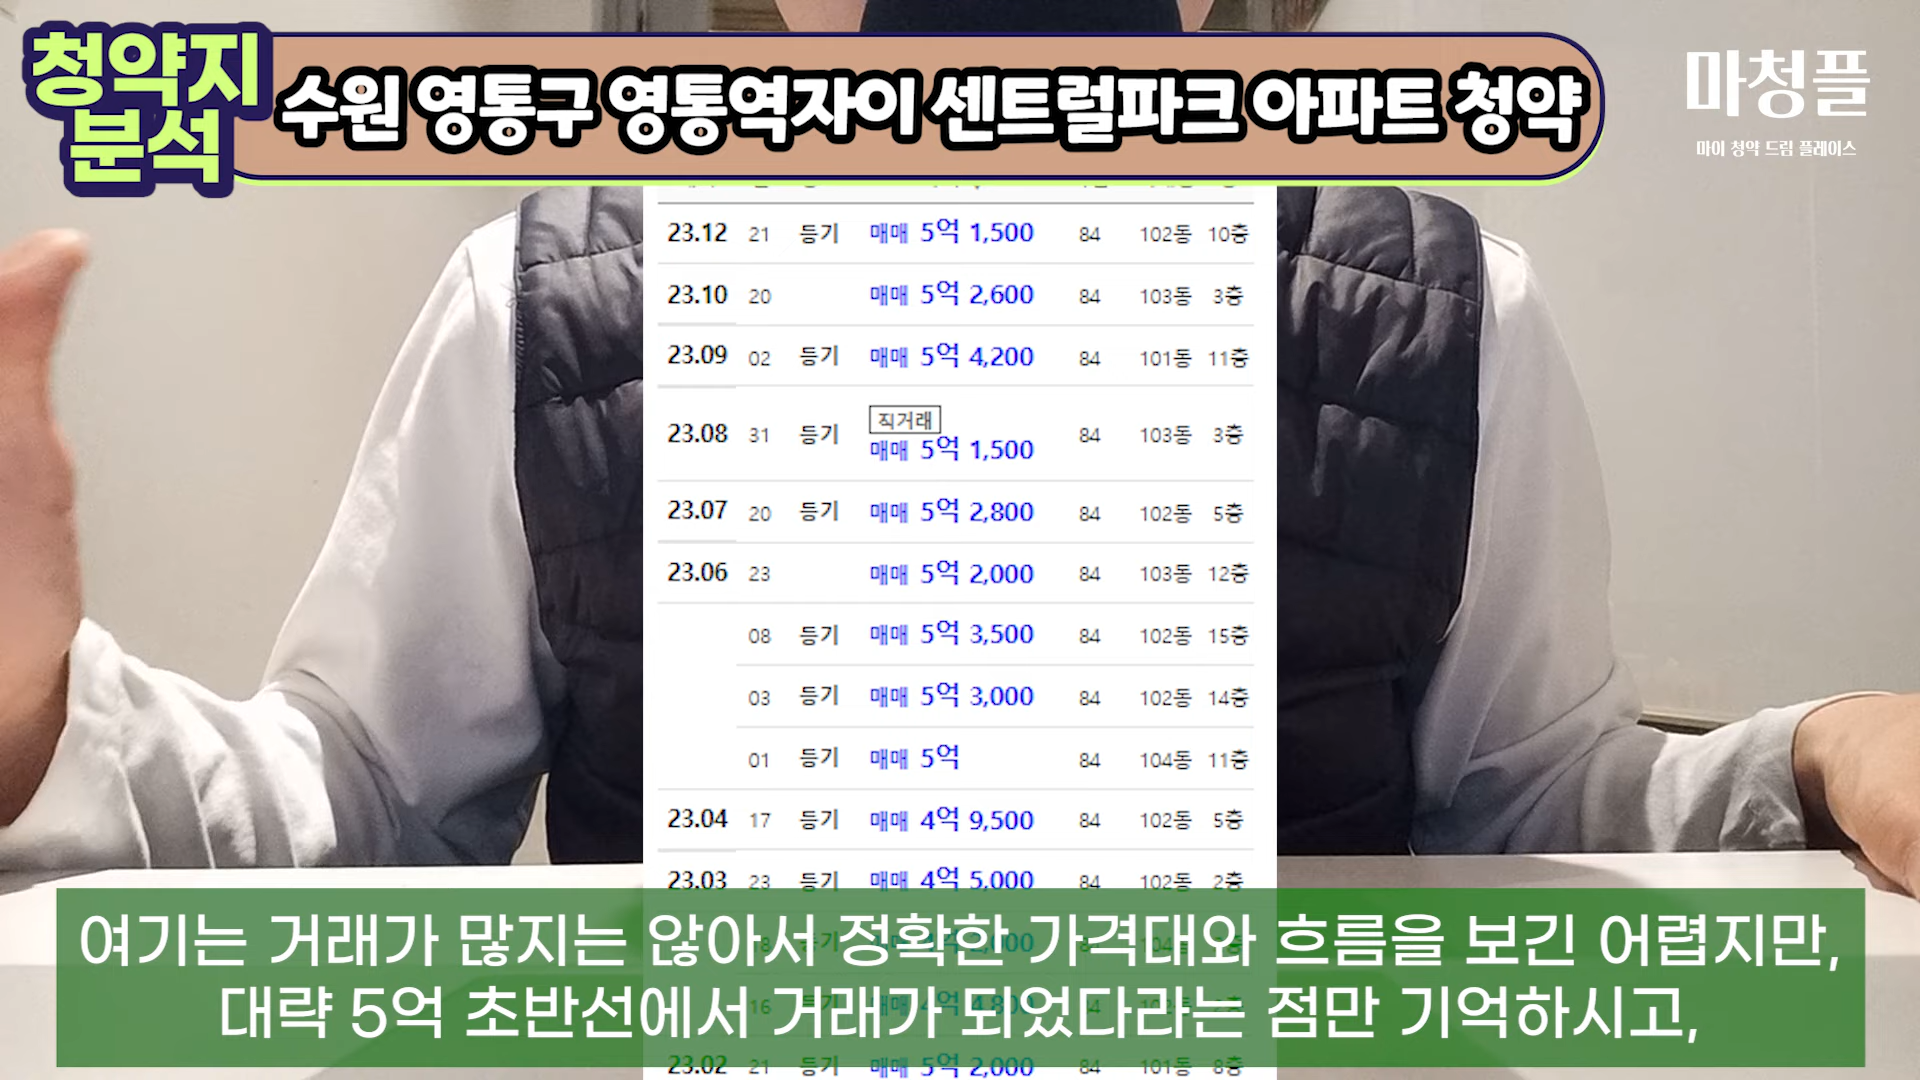 청약지
분석
수원 영통구 영통역자이 센트럴파크 아파트 청약
마청플
마이 청약 드림 플레이스
23.12 21 등기 매매 5억 1,500 84 102동 10층
23.10 20 매매 5억 2,600 84 103동 3층
23.09 02 등기 매매 5억 4,200 84 101동 11층
직거래
23.08 31 등기 매매 5억 1,500 84 103동 3층
23.07 20 등기 매매 5억 2,800 84 102동 5층
23.06 23 매매 5억 2,000 84 103동 12층
08 등기 매매 5억 3,500 84 102동 15층
03 등기 매매 5억 3,000 84 102동 14층
01 등기 매매 5억 84 104동 11층
23.04 17 등기 매매 4억 9,500 84 102동 5층
23.03 23 등기 매매 4억 5,000 84 102동 2층
여기는 거래가 많지는 않아서 정확한 가격대와 흐름을 보긴 어렵지만,
대략 5억 초반선에서 거래가 되었다라는 점만 기억하시고,
23.02 21 등기 매매 5억 2,000 84 101동 8층